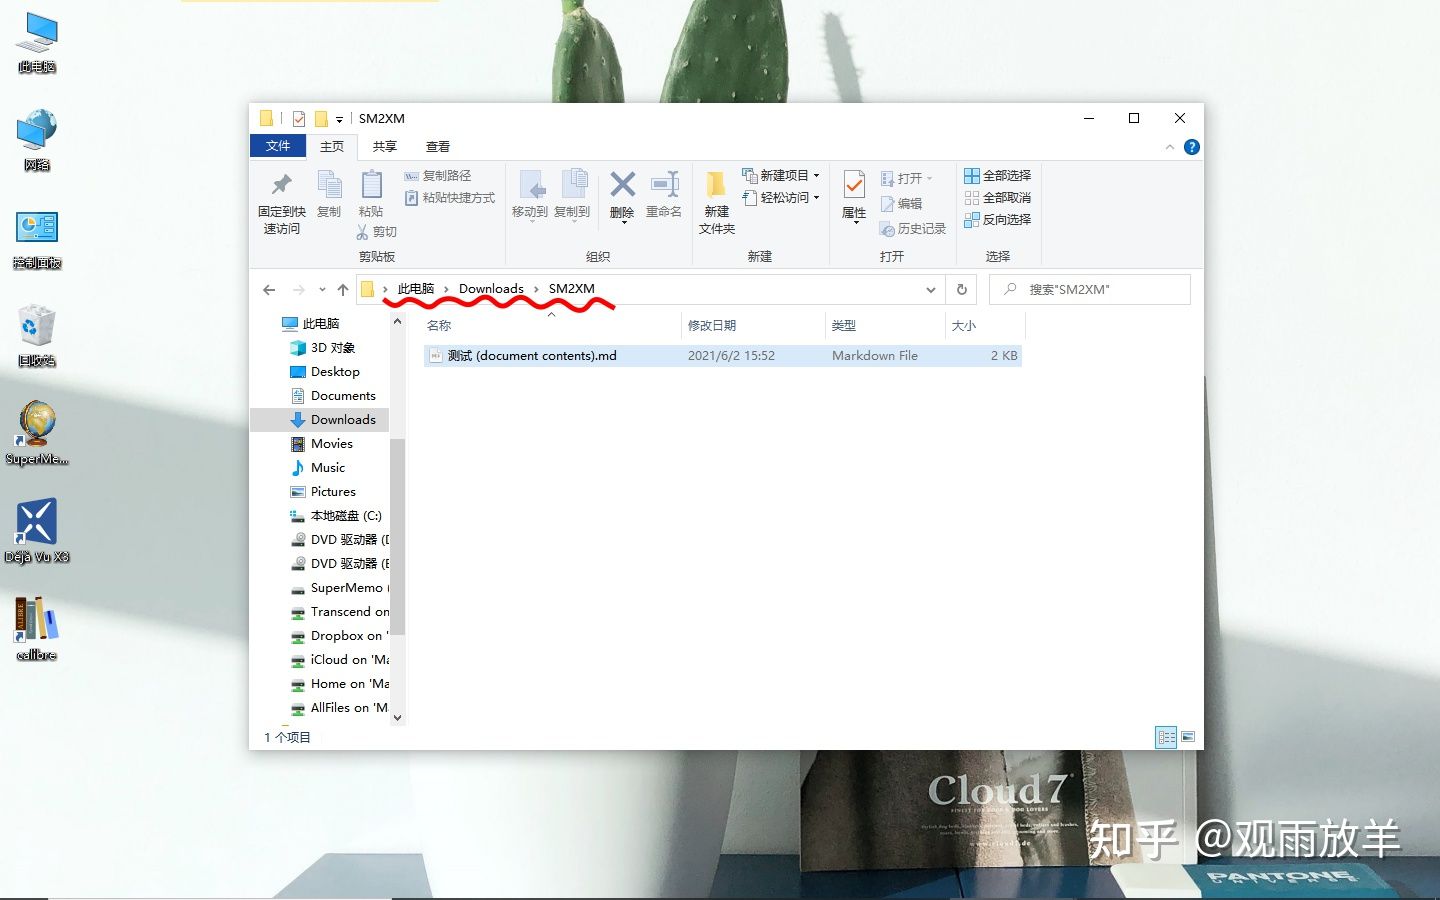 此电脑
网络
控制面板
回收站
SuperMe...
Déjà Vu X3
calibre
SM2XM
文件 主页 共享 查看
固定到快速访问
复制
粘贴
复制路径
粘贴快捷方式
剪切
剪贴板
移动到
复制到
删除
重命名
组织
新建文件夹
新建项目
轻松访问
新建
属性
打开
编辑
历史记录
打开
全部选择
全部取消
反向选择
选择
此电脑 › Downloads › SM2XM
搜索"SM2XM"
此电脑
3D 对象
Desktop
Documents
Downloads
Movies
Music
Pictures
本地磁盘 (C:)
DVD 驱动器 (
DVD 驱动器 (
SuperMemo
Transcend on
Dropbox on '
iCloud on 'Ma
Home on 'Ma
AllFiles on 'M
名称 修改日期 类型 大小
测试 (document contents).md 2021/6/2 15:52 Markdown File 2 KB
1 个项目
Cloud7
知乎 @观雨放羊
PANTONE
UNIVERSE